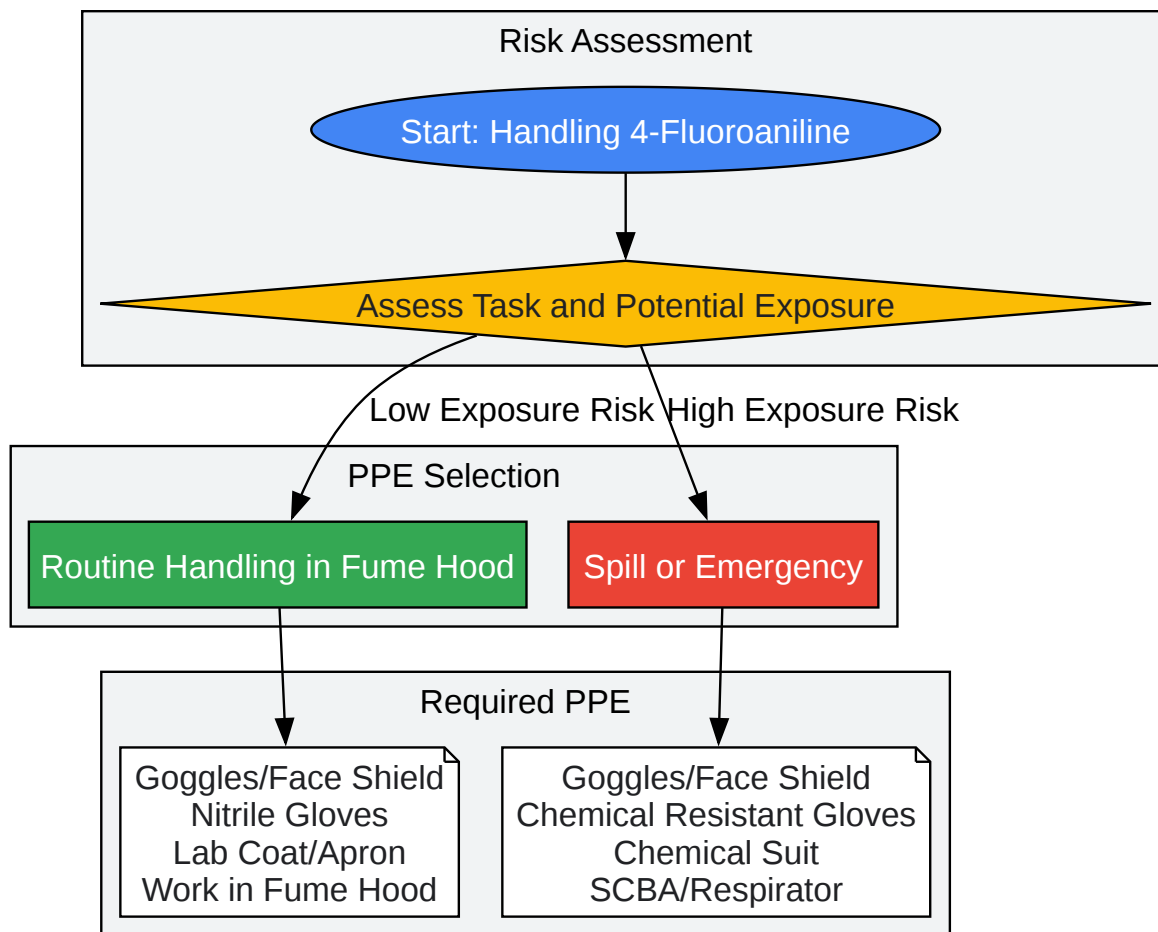 Risk Assessment
Start: Handling 4-Fluoroaniline
Assess Task and Potential Exposure
Low Exposure Risk
High Exposure Risk
PPE Selection
Routine Handling in Fume Hood
Spill or Emergency
Required PPE
Goggles/Face Shield
Nitrile Gloves
Lab Coat/Apron
Work in Fume Hood
Goggles/Face Shield
Chemical Resistant Gloves
Chemical Suit
SCBA/Respirator